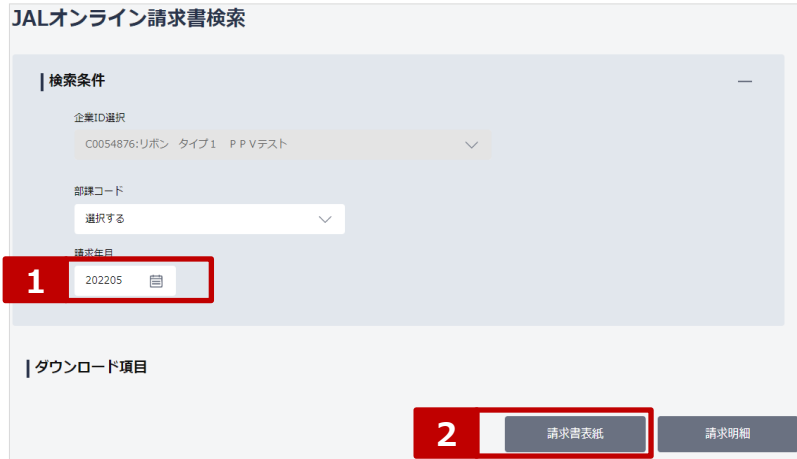 JALオンライン請求書検索
検索条件
企業ID選択
C0054876:リボン　タイプ１　ＰＰＶテスト
部課コード
選択する
請求年月
1
202205
ダウンロード項目
2
請求書表紙
請求明細